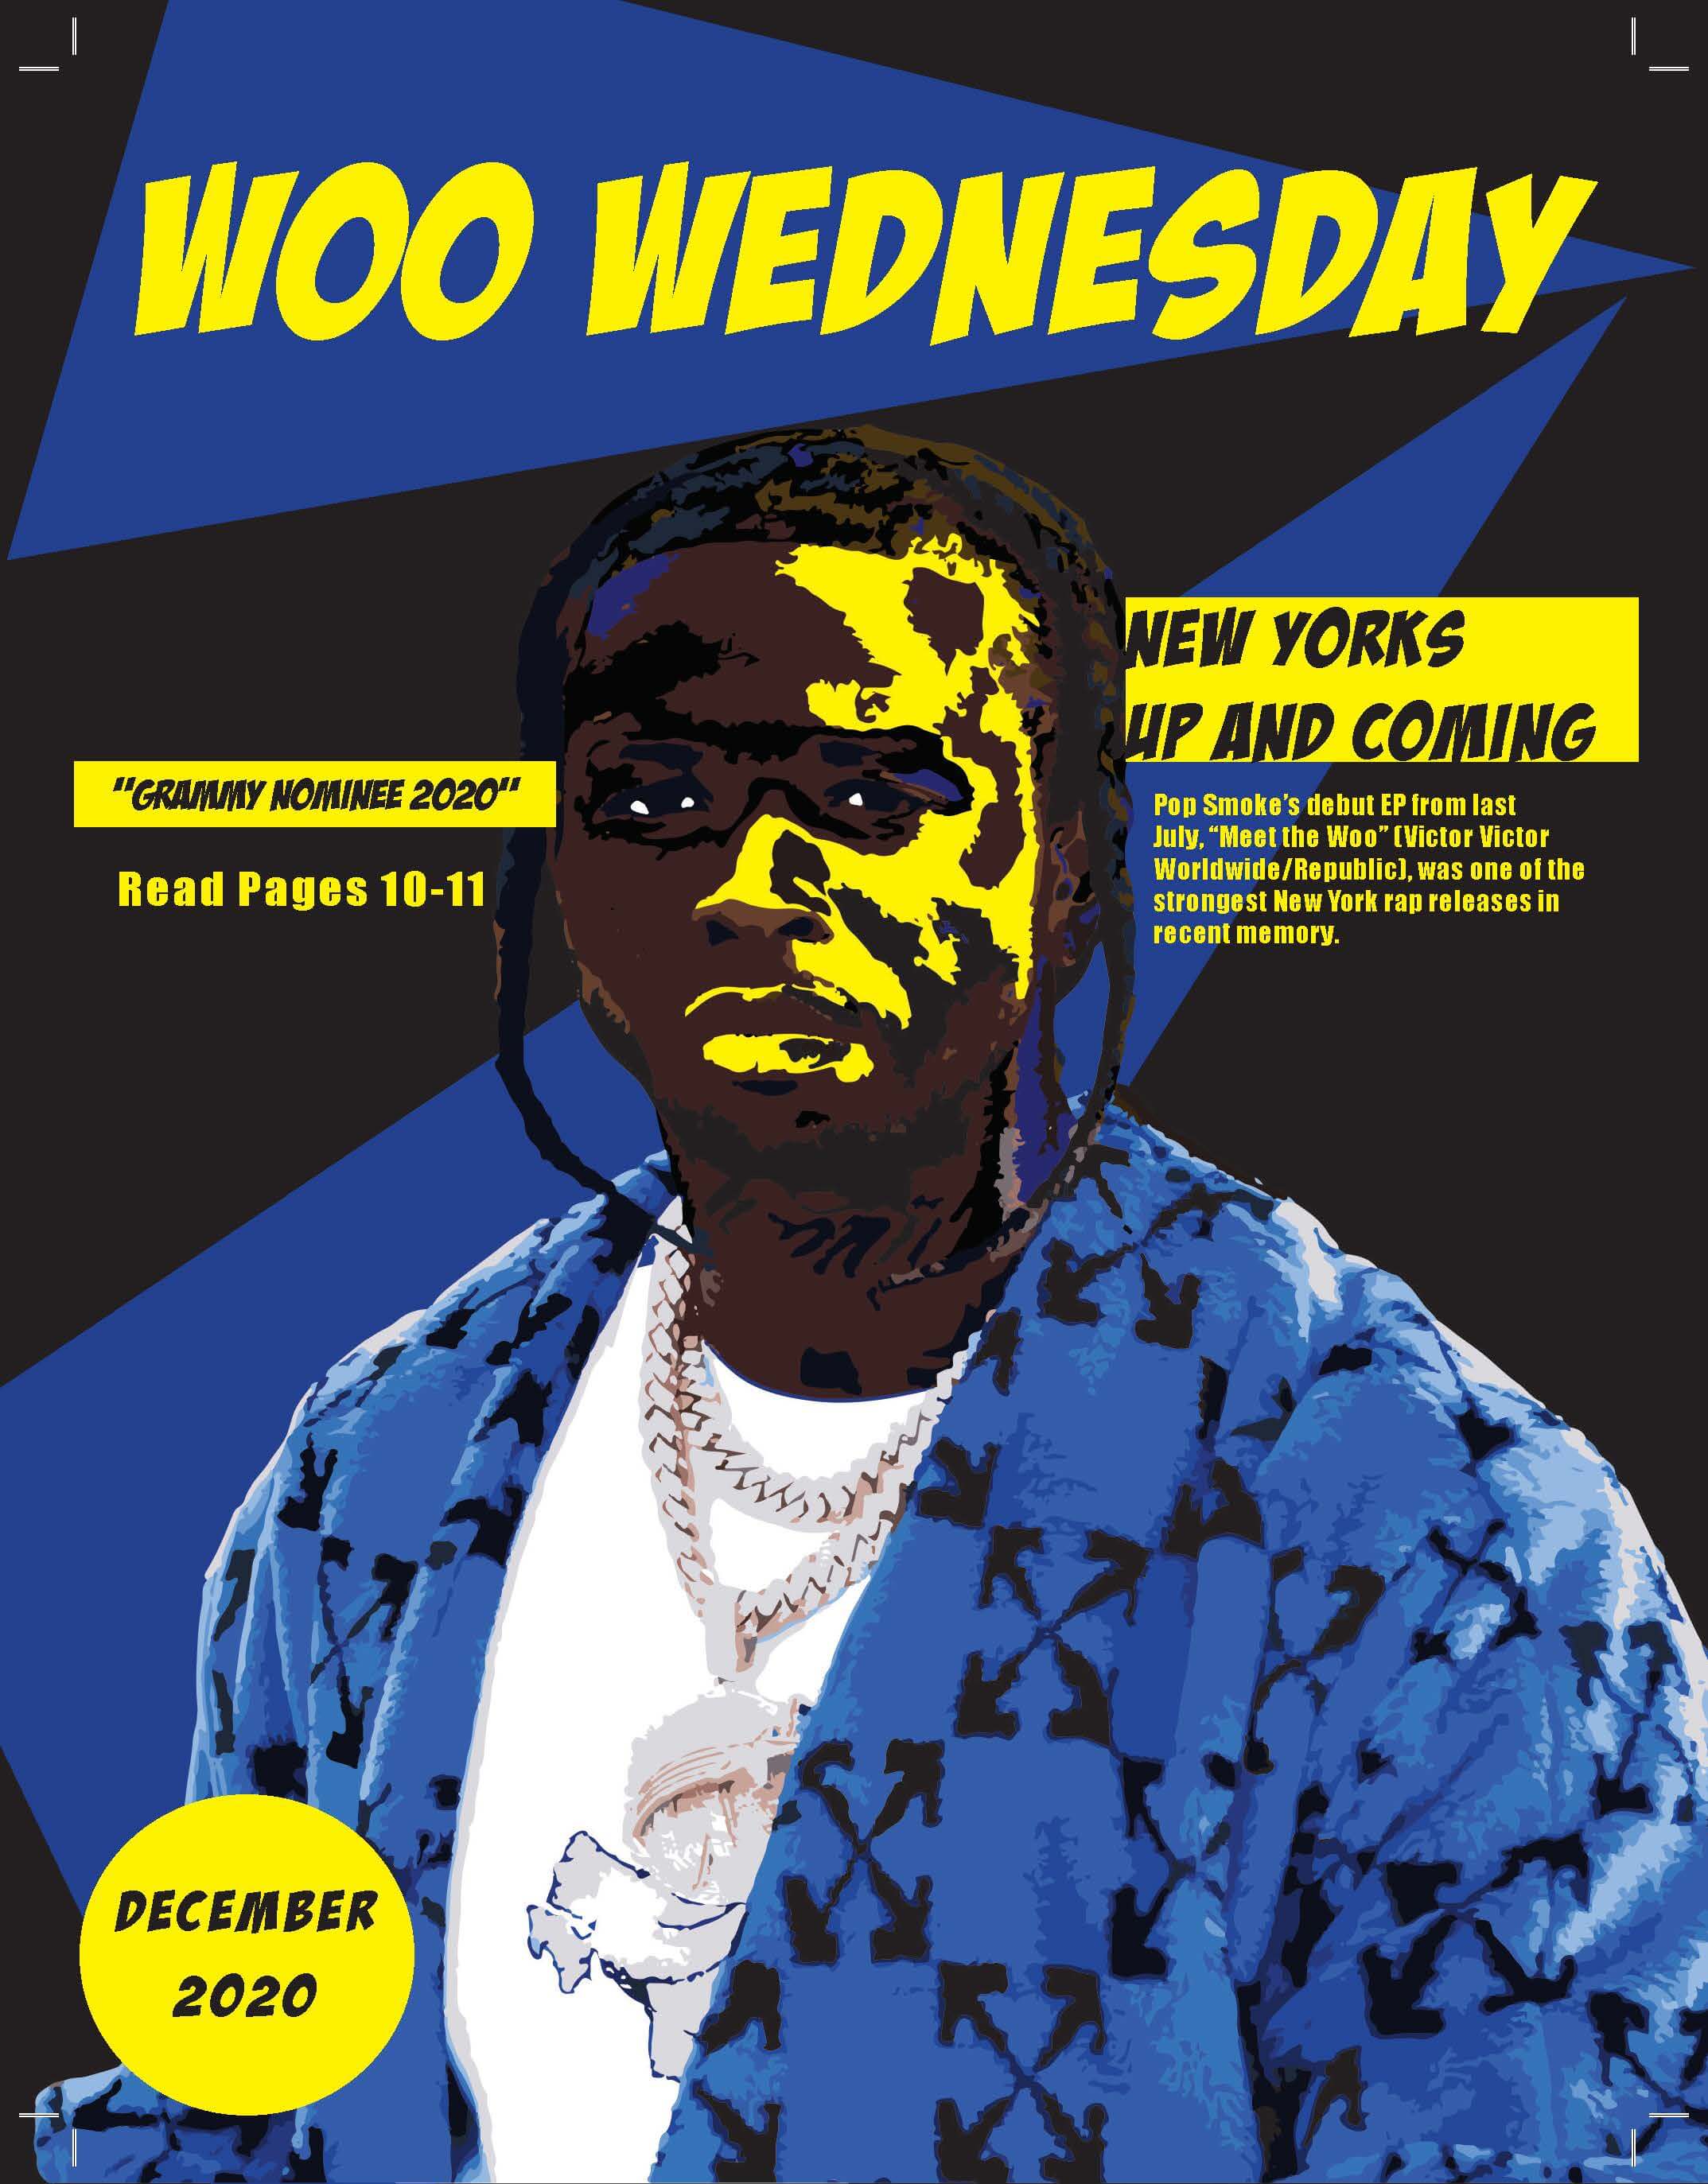 WOO WEDNESDAY
NEW YORKS
UP AND COMING
"GRAMMY NOMINEE 2020"
Read Pages 10-11
Pop Smoke’s debut EP from last
July, “Meet the Woo” (Victor Victor
Worldwide/Republic), was one of the
strongest New York rap releases in
recent memory.
DECEMBER
2020